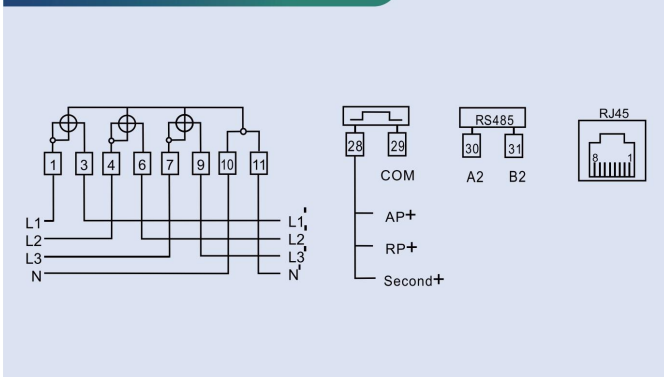 1 3 4 6 7 9 10 11
L1 L1'
L2 L2'
L3 L3'
N N'
28 29
COM
AP+
RP+
Second+
RS485
30 31
A2 B2
RJ45
8 1